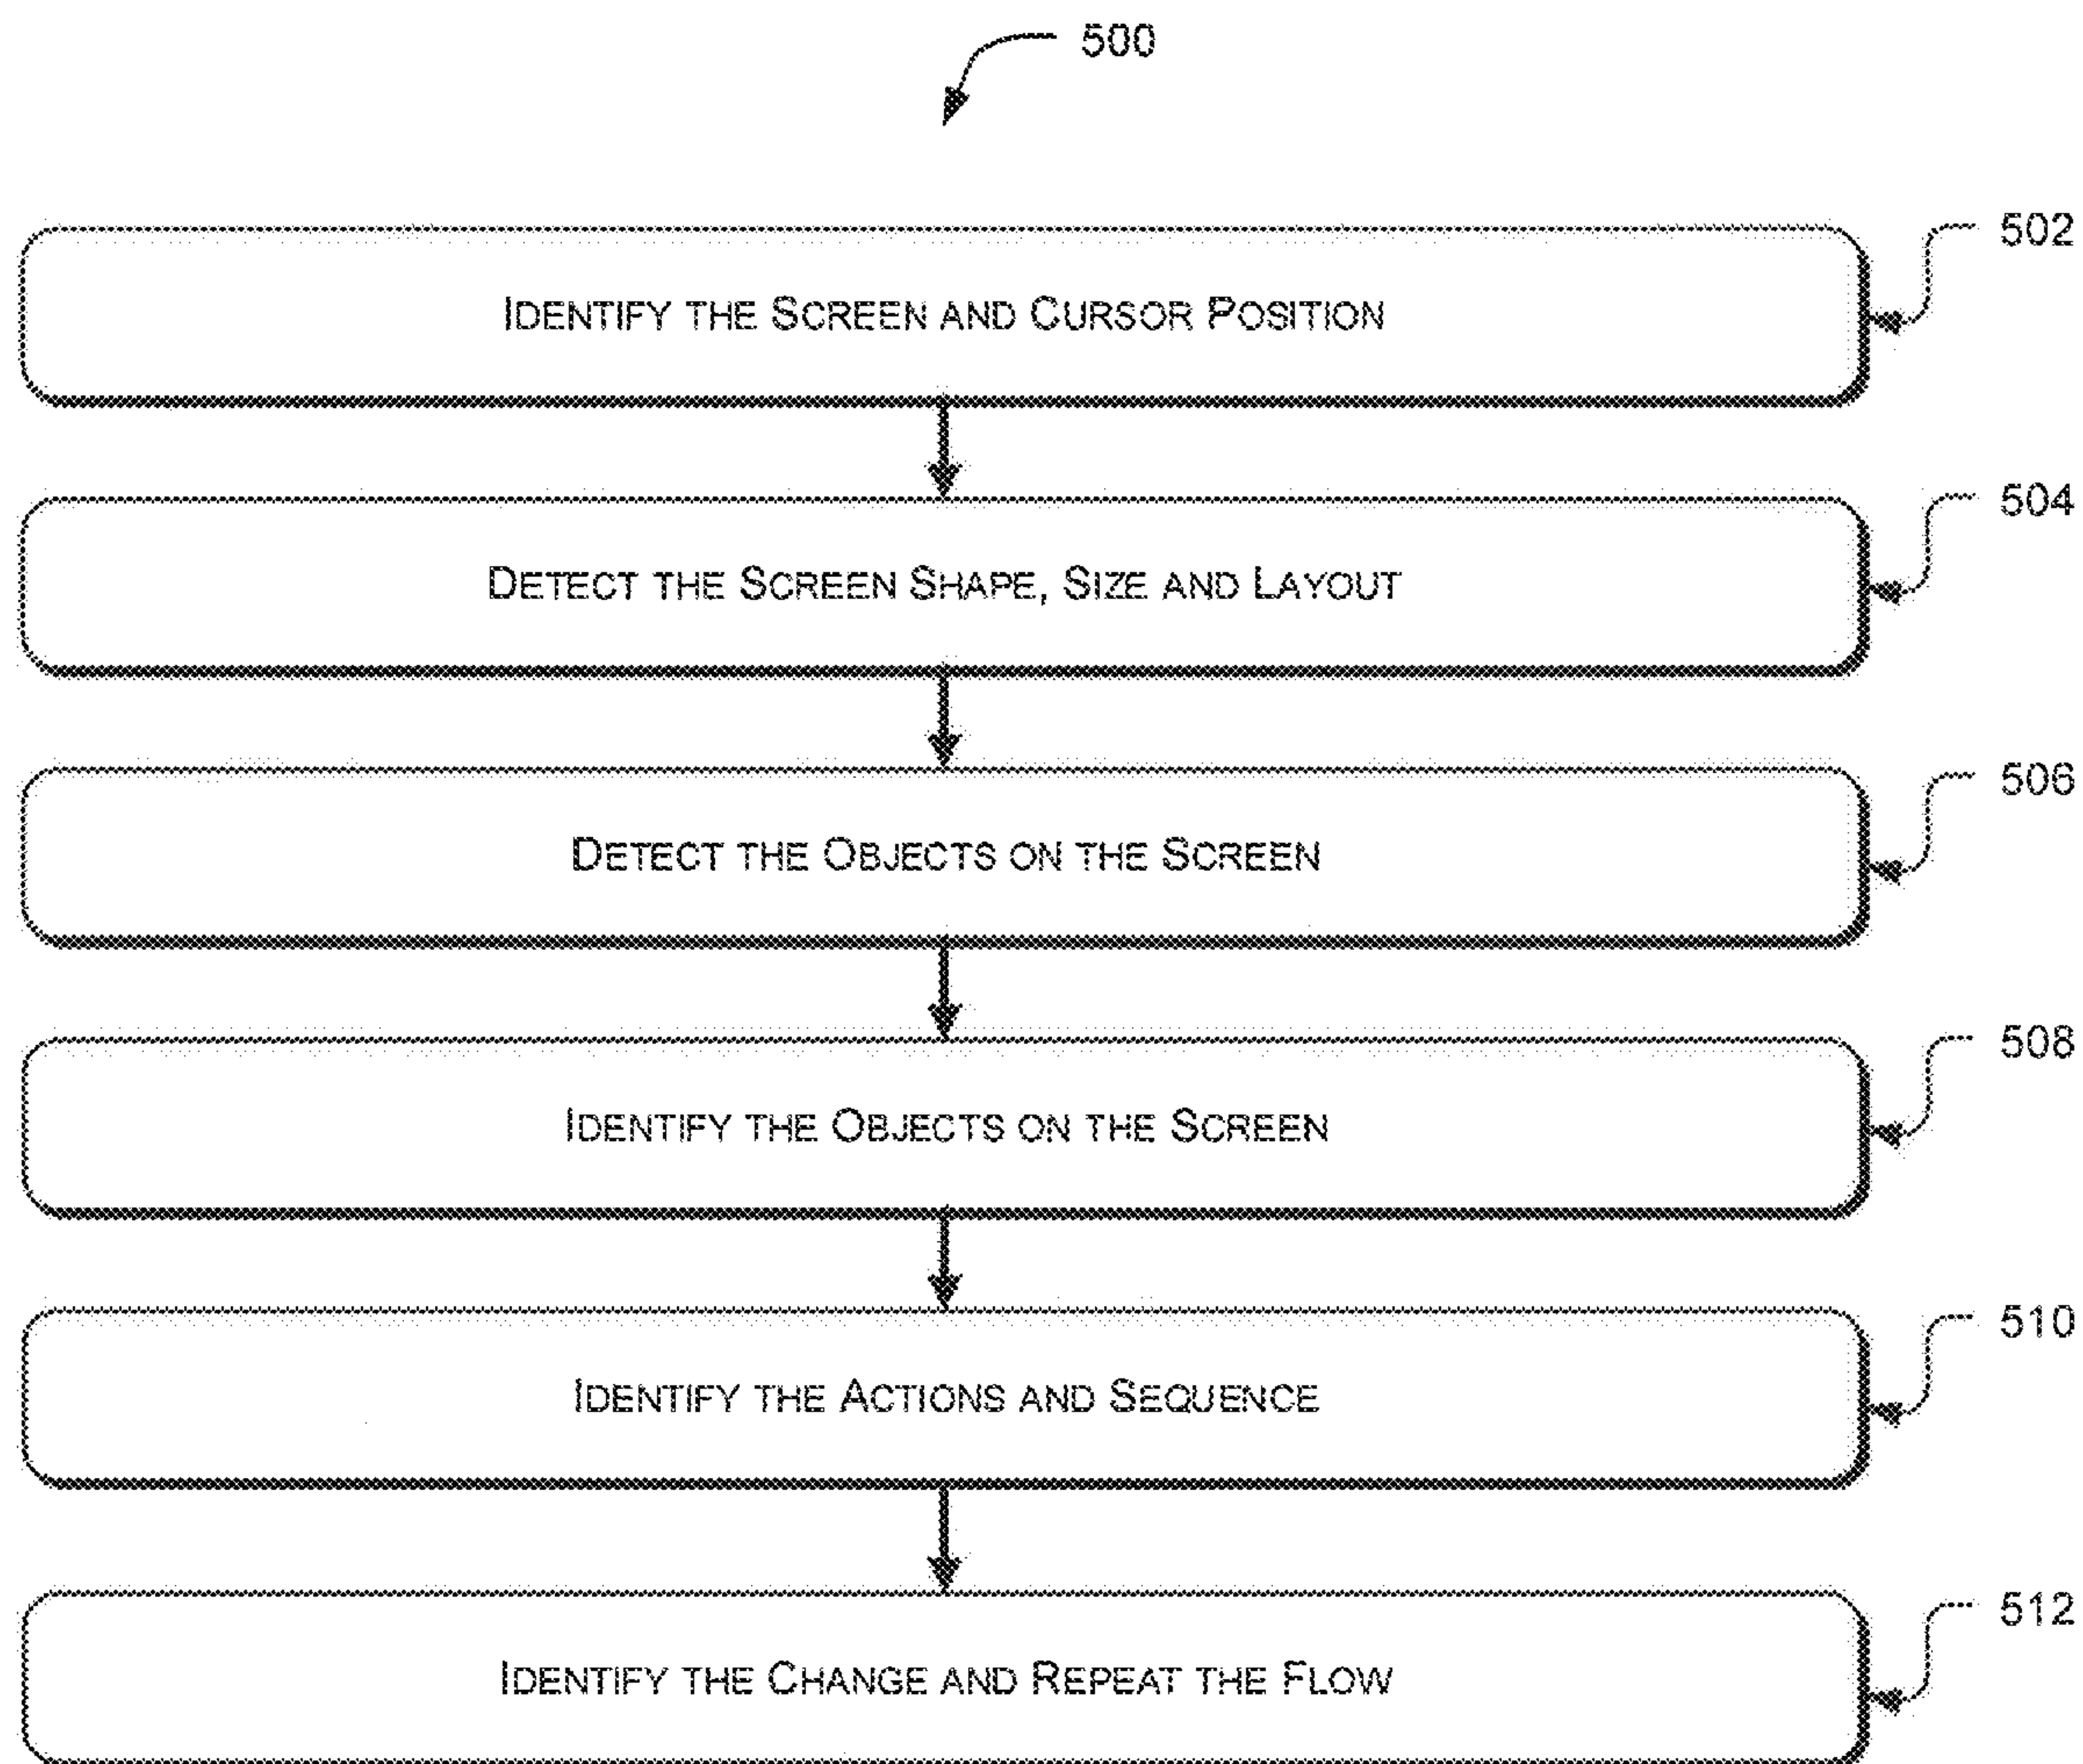 500
502
IDENTIFY THE SCREEN AND CURSOR POSITION
504
DETECT THE SCREEN SHAPE, SIZE AND LAYOUT
506
DETECT THE OBJECTS ON THE SCREEN
508
IDENTIFY THE OBJECTS ON THE SCREEN
510
IDENTIFY THE ACTIONS AND SEQUENCE
512
IDENTIFY THE CHANGE AND REPEAT THE FLOW